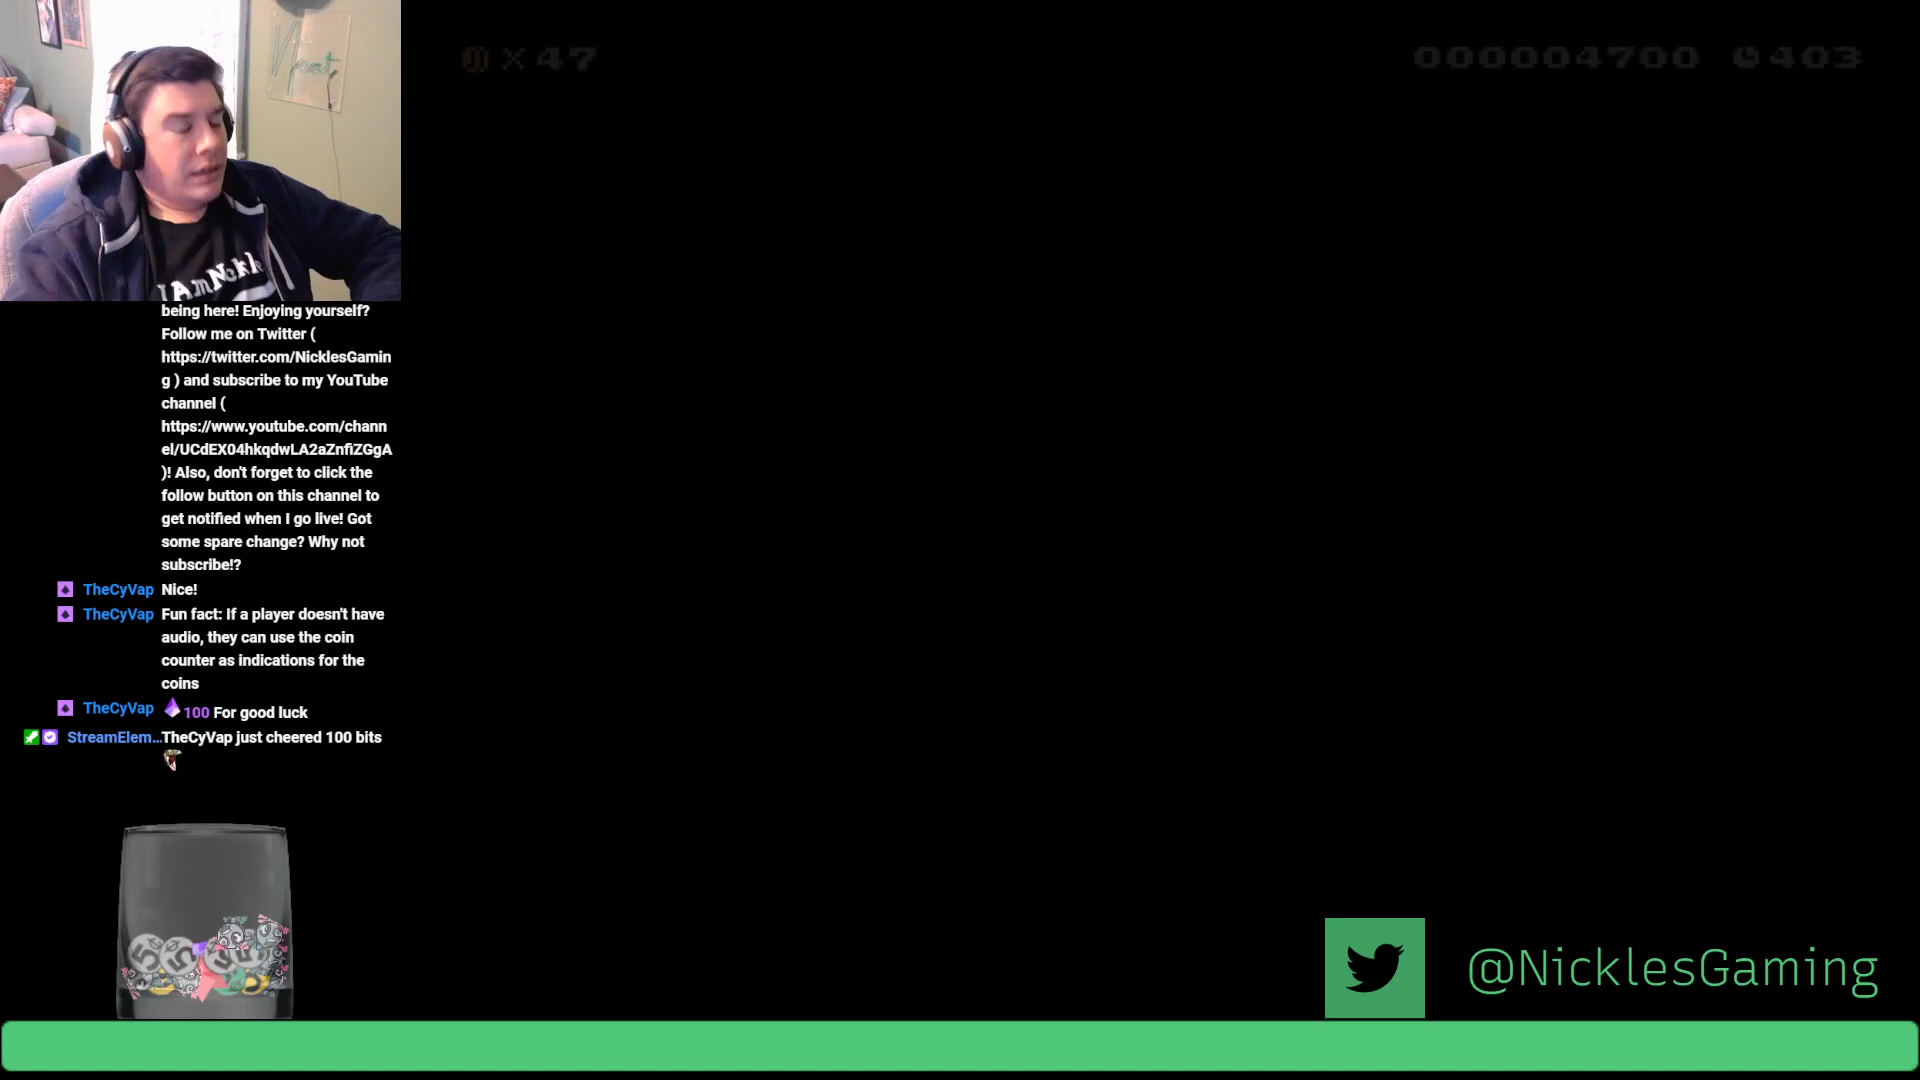 × 47
000004700 403
I AmNickle
being here! Enjoying yourself?
Follow me on Twitter (
https://twitter.com/NicklesGamin
g ) and subscribe to my YouTube
channel (
https://www.youtube.com/chann
el/UCdEX04hkqdwLA2aZnfiZGgA
)! Also, don't forget to click the
follow button on this channel to
get notified when I go live! Got
some spare change? Why not
subscribe!?
TheCyVap Nice!
TheCyVap Fun fact: If a player doesn't have
audio, they can use the coin
counter as indications for the
coins
TheCyVap 100 For good luck
StreamElem... TheCyVap just cheered 100 bits
@NicklesGaming